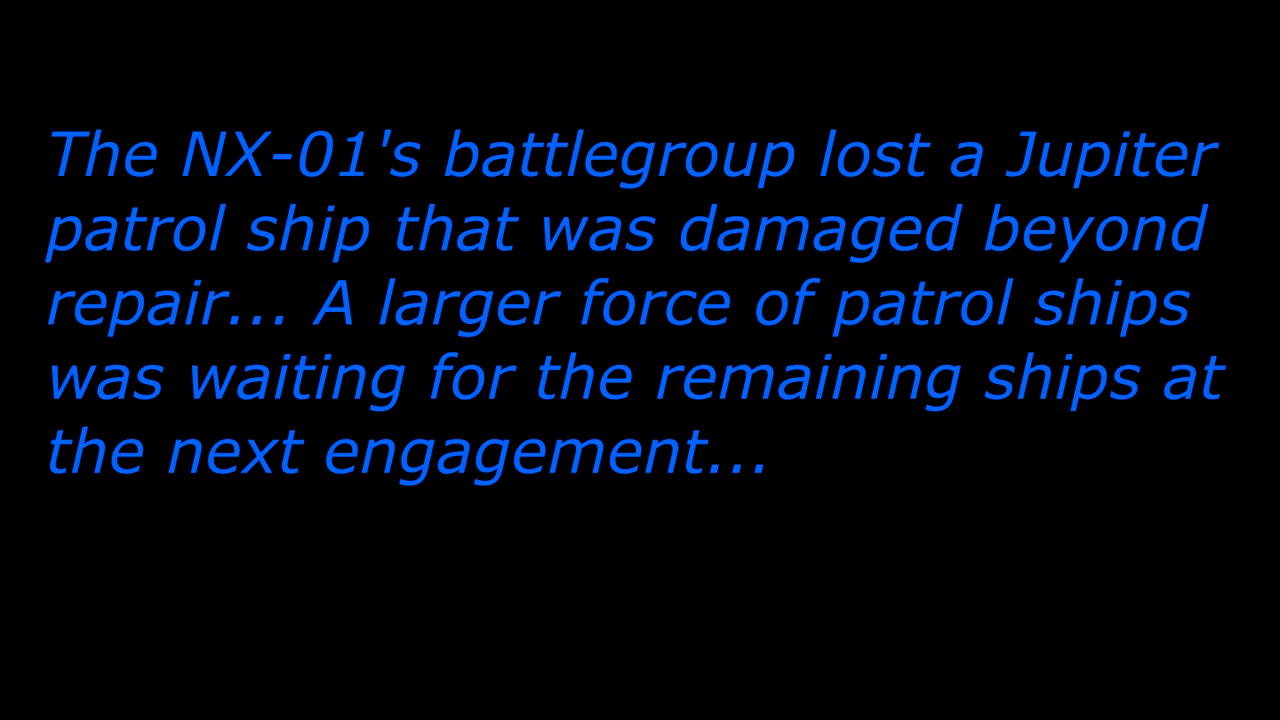 The NX-01's battlegroup lost a Jupiter
patrol ship that was damaged beyond
repair... A larger force of patrol ships
was waiting for the remaining ships at
the next engagement...